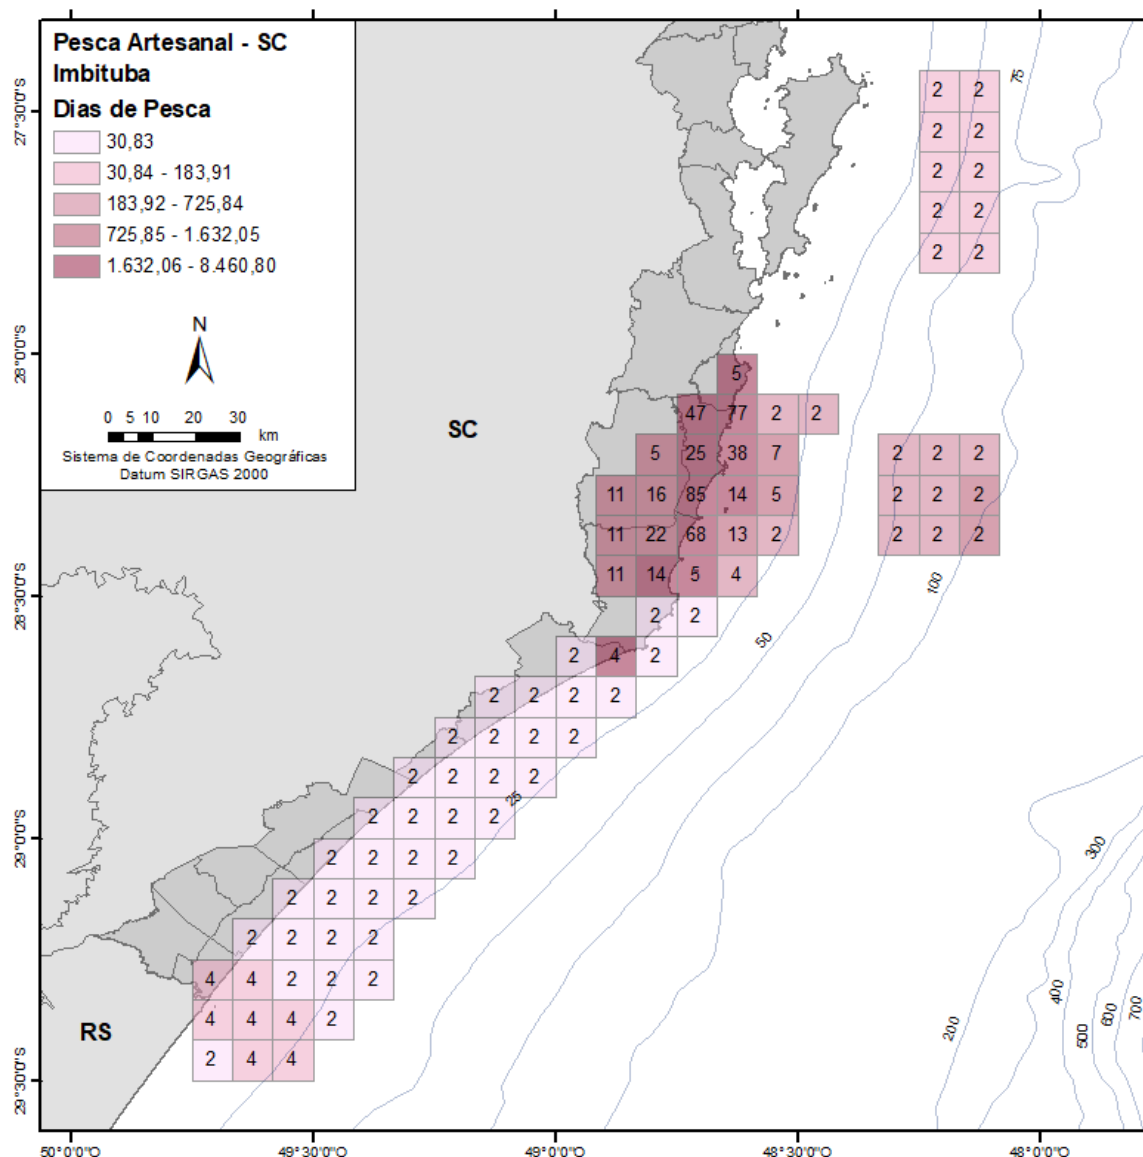 Pesca Artesanal - SC
Imbituba
Dias de Pesca
30,83
30,84 - 183,91
183,92 - 725,84
725,85 - 1.632,05
1.632,06 - 8.460,80
N
0 5 10 20 30
km
Sistema de Coordenadas Geográficas
Datum SIRGAS 2000
27°30'0"S
28°0'0"S
28°30'0"S
29°0'0"S
29°30'0"S
SC
RS
75
2 2
2 2
2 2
2 2
2 2
5
47 77 2 2
5 25 38 7 2 2 2
11 16 85 14 5 2 2 2
11 22 68 13 2 2 2 2
11 14 5 4
100
2 2
50
2 4 2
2 2 2 2
2 2 2 2
2 2 2 2
25
2 2 2 2
2 2 2 2
300
2 2 2 2
2 2 2 2
4 4 2 2 2
400
700
600
4 4 4 2
200
500
2 4 4
50°0'0"O
49°30'0"O
49°0'0"O
48°30'0"O
48°0'0"O